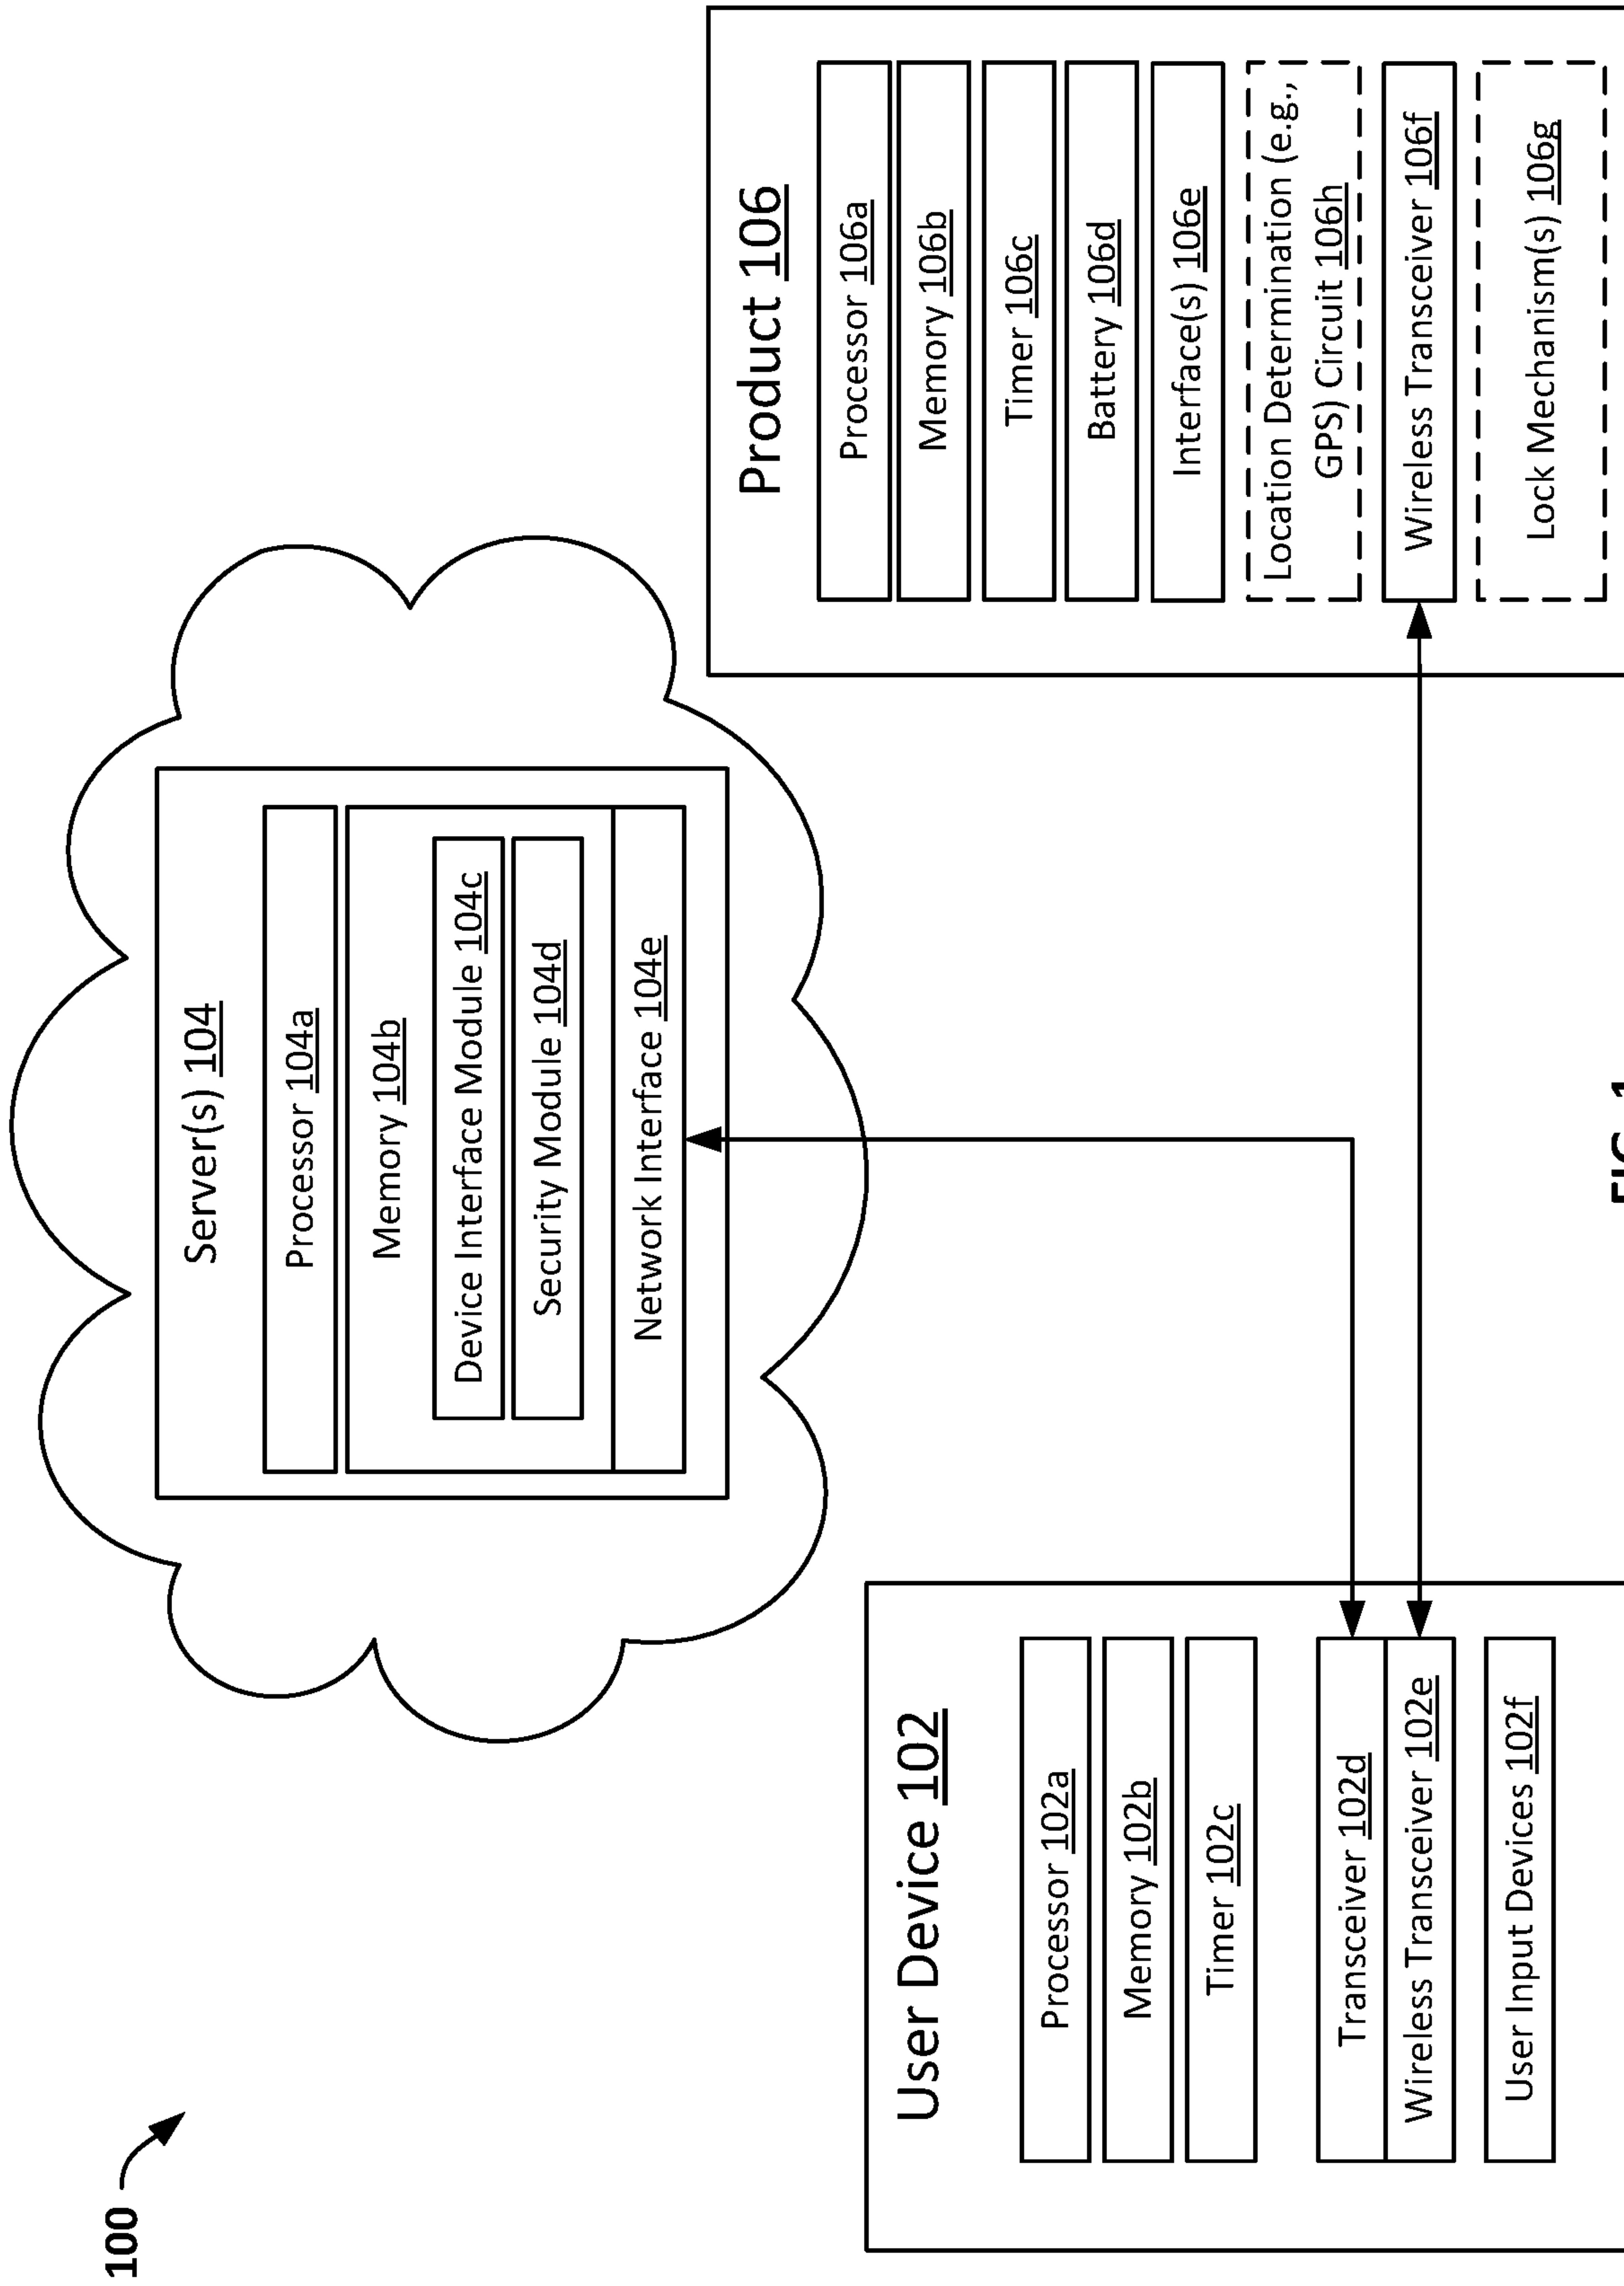 100
Server(s) 104
Processor 104a
Memory 104b
Device Interface Module 104c
Security Module 104d
Network Interface 104e
User Device 102
Processor 102a
Memory 102b
Timer 102c
Transceiver 102d
Wireless Transceiver 102e
User Input Devices 102f
Product 106
Processor 106a
Memory 106b
Timer 106c
Battery 106d
Interface(s) 106e
Location Determination (e.g.,
GPS) Circuit 106h
Wireless Transceiver 106f
Lock Mechanism(s) 106g
FIG. 1